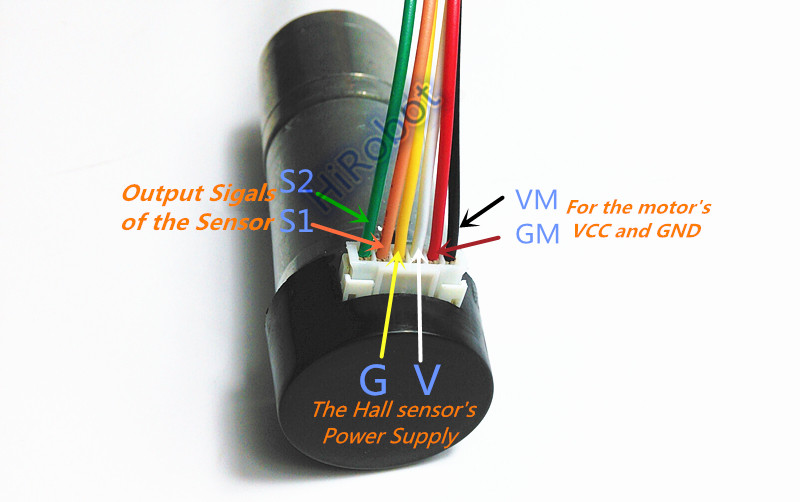 HiRobot
Output Sigals S2
of the Sensor S1
VM For the motor's
GM VCC and GND
G V
The Hall sensor's
Power Supply